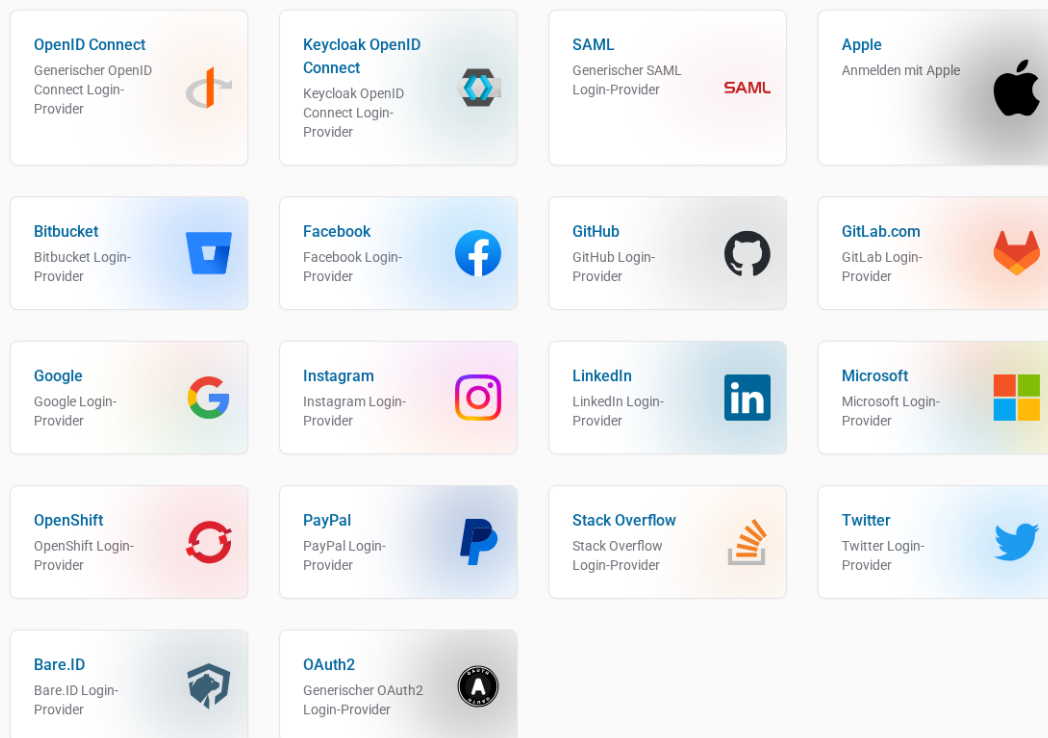 OpenID Connect
Generischer OpenID
Connect Login-
Provider
Keycloak OpenID
Connect
Keycloak OpenID
Connect Login-
Provider
SAML
Generischer SAML
Login-Provider
SAML
Apple
Anmelden mit Apple
Bitbucket
Bitbucket Login-
Provider
Facebook
Facebook Login-
Provider
GitHub
GitHub Login-
Provider
GitLab.com
GitLab Login-
Provider
Google
Google Login-
Provider
Instagram
Instagram Login-
Provider
LinkedIn
LinkedIn Login-
Provider
in
Microsoft
Microsoft Login-
Provider
OpenShift
OpenShift Login-
Provider
PayPal
PayPal Login-
Provider
Stack Overflow
Stack Overflow
Login-Provider
Twitter
Twitter Login-
Provider
Bare.ID
Bare.ID Login-
Provider
OAuth2
Generischer OAuth2
Login-Provider
OAUTH
A
OAUTH